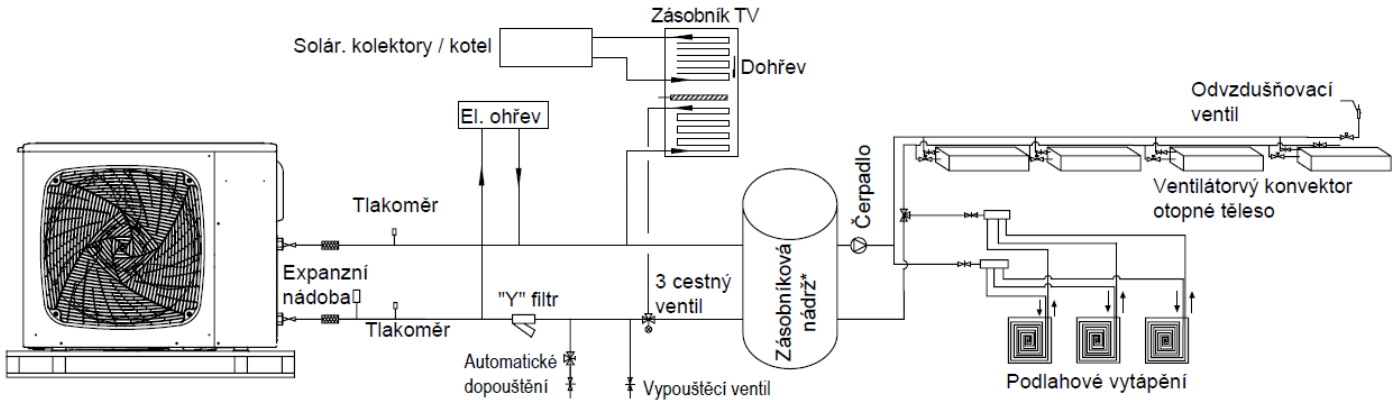 Zásobník TV
Solár. kolektory / kotel
Dohřev
Odvzdušňovací
ventil
El. ohřev
Tlakoměr
Čerpadlo
Ventilátorvý konvektor
otopné těleso
Expanzní
nádoba
"Y" filtr
3 cestný
ventil
Zásobníková
nádrž*
Tlakoměr
Automatické
dopouštění
Vypouštěcí ventil
Podlahové vytápění